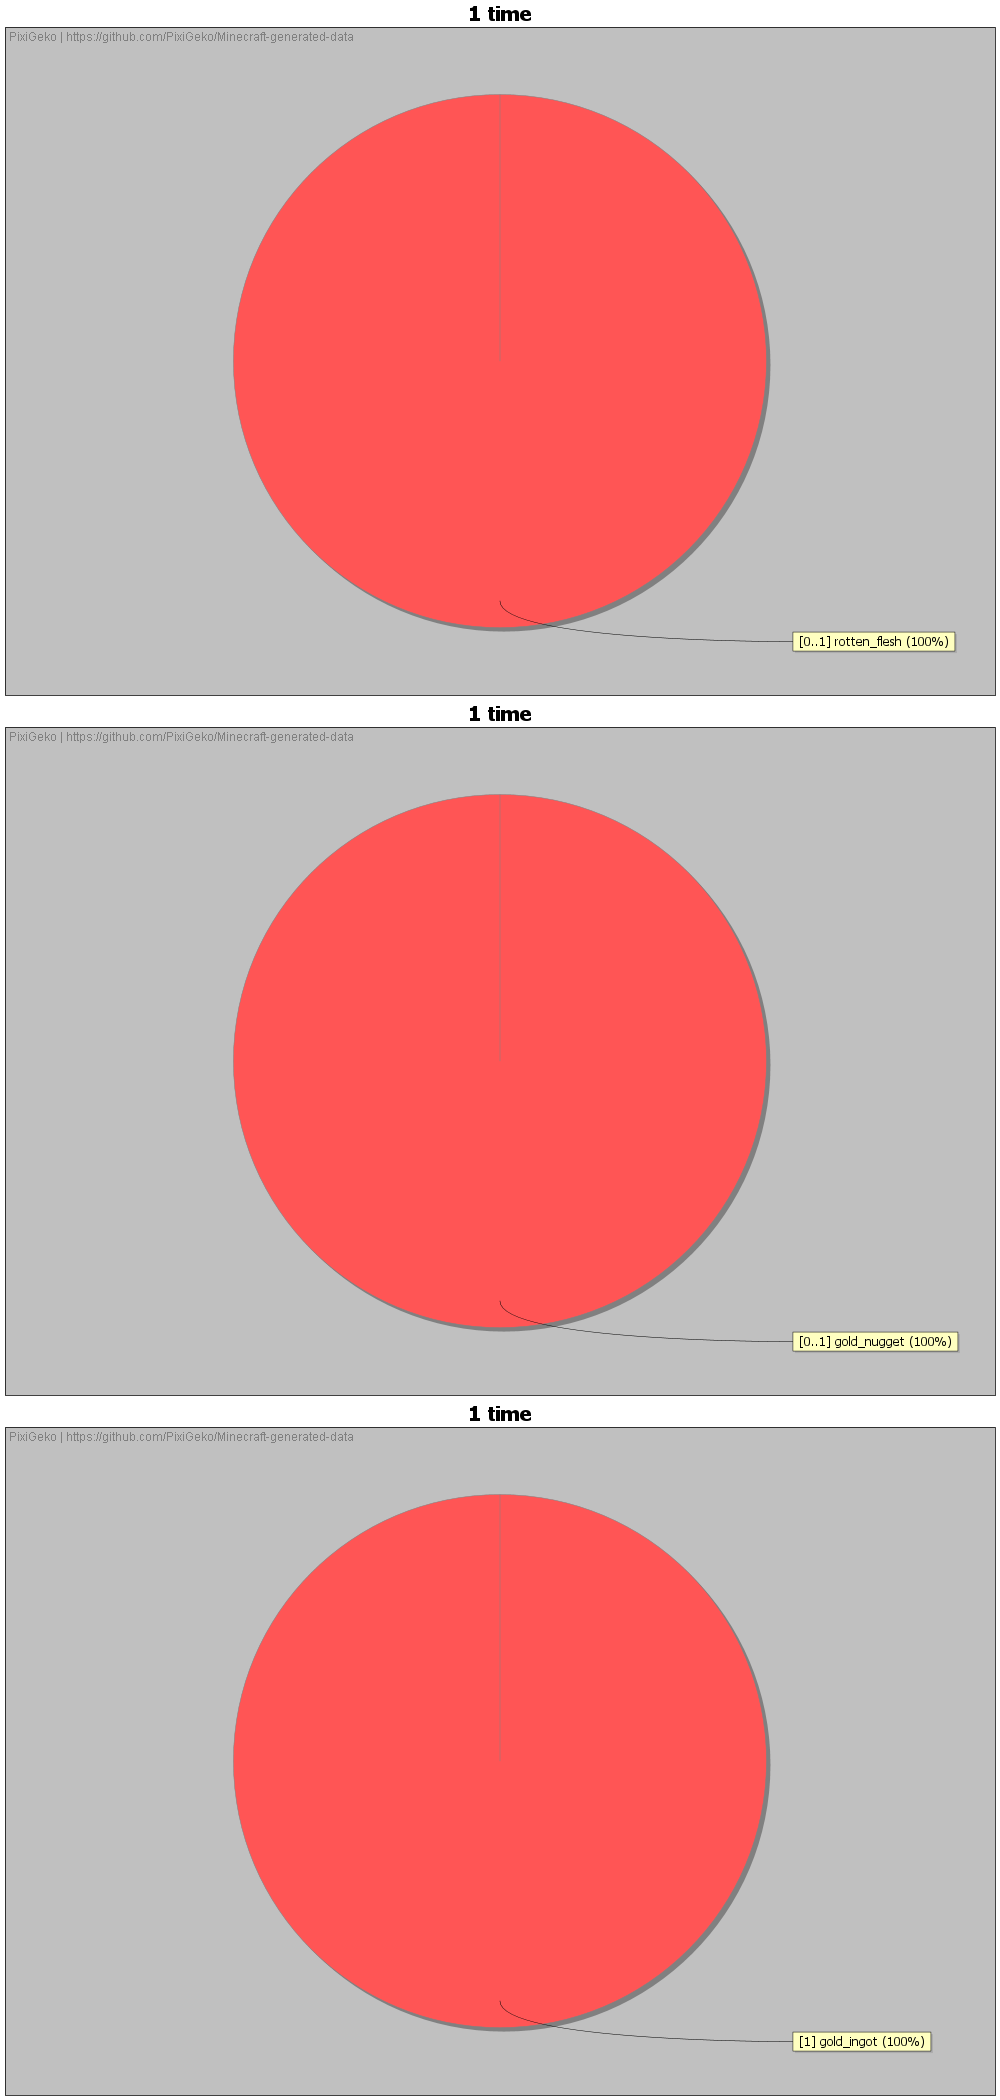 1 time
PixiGeko | https://github.com/PixiGeko/Minecraft-generated-data
[0..1] rotten_flesh (100%)
1 time
PixiGeko | https://github.com/PixiGeko/Minecraft-generated-data
[0..1] gold_nugget (100%)
1 time
PixiGeko | https://github.com/PixiGeko/Minecraft-generated-data
[1] gold_ingot (100%)